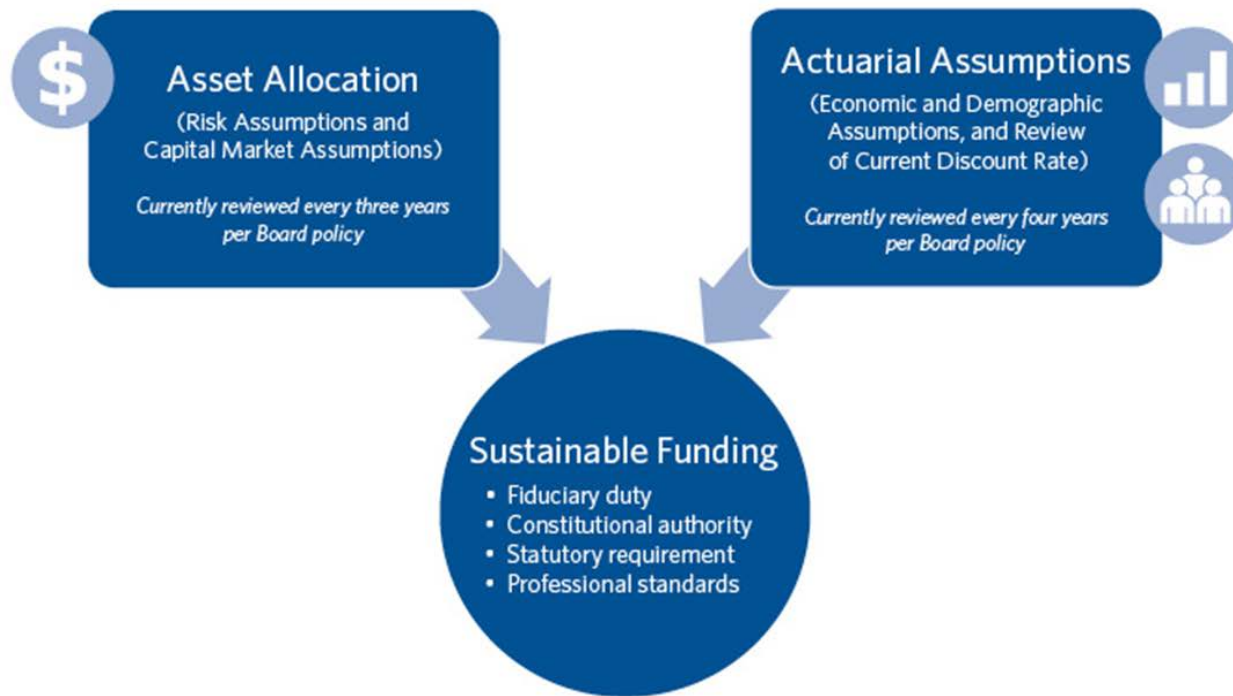 $
Asset Allocation
(Risk Assumptions and
Capital Market Assumptions)
Currently reviewed every three years
per Board policy
Actuarial Assumptions
(Economic and Demographic
Assumptions, and Review
of Current Discount Rate)
Currently reviewed every four years
per Board policy
Sustainable Funding
• Fiduciary duty
• Constitutional authority
• Statutory requirement
• Professional standards